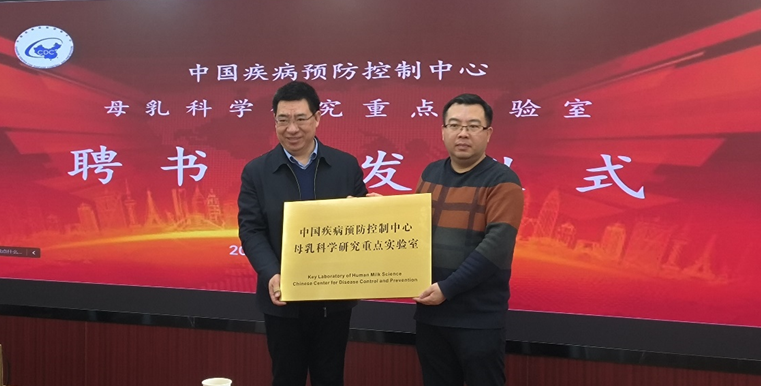 CDC
中国疾病预防控制中心
母乳科学 究重点 验室
聘书 发 式
20
中国疾病预防控制中心
母乳科学研究重点实验室
Key Laboratory of Human Milk Science
Chinese Center for Disease Control and Prevention